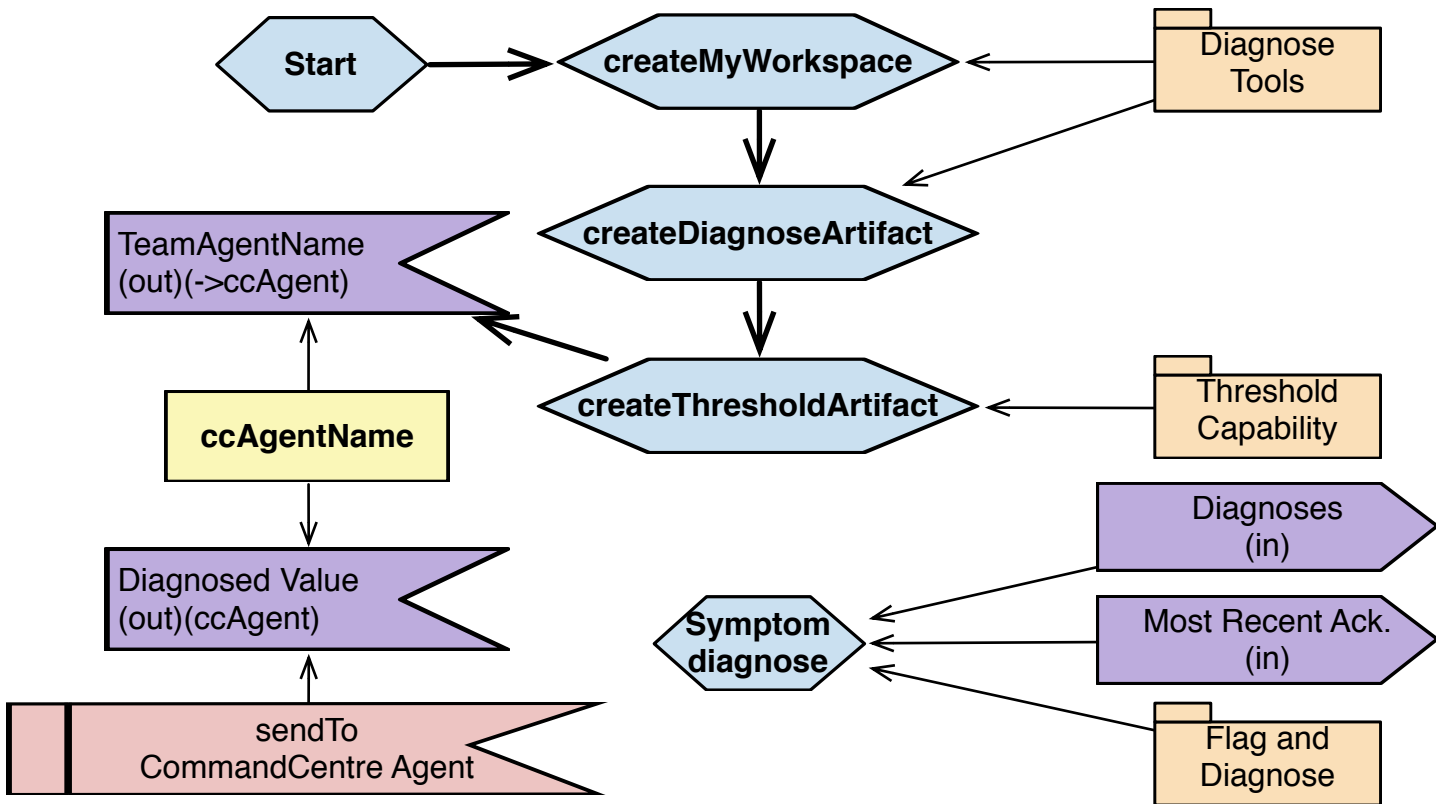 Start
createMyWorkspace
Diagnose
Tools
createDiagnoseArtifact
TeamAgentName
(out)(->ccAgent)
createThresholdArtifact
Threshold
Capability
ccAgentName
Diagnoses
(in)
Diagnosed Value
(out)(ccAgent)
Symptom
diagnose
Most Recent Ack.
(in)
sendTo
CommandCentre Agent
Flag and
Diagnose